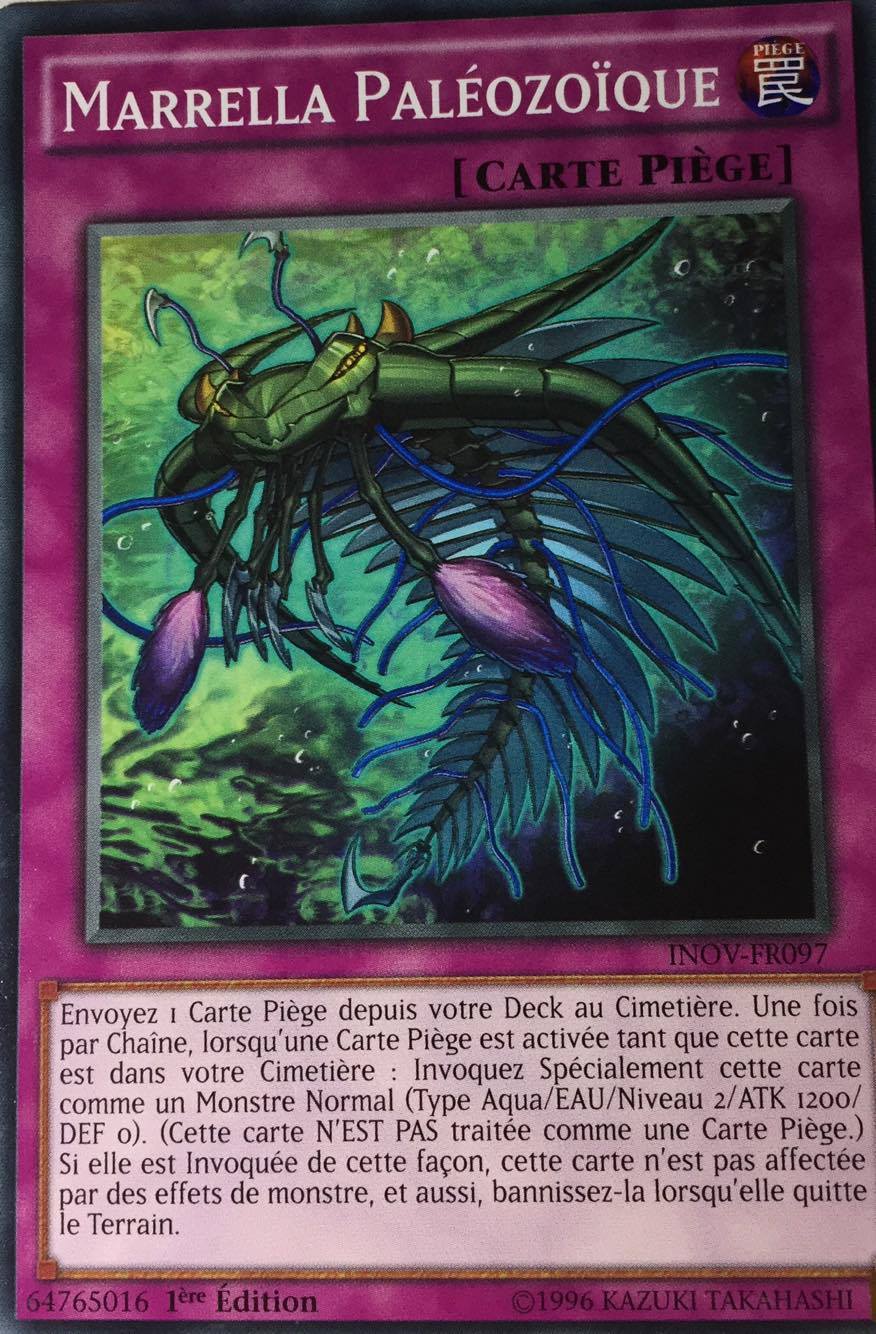 Marrella Paléozoïque
PIÈGE
罠
[Carte Piège]
INOV-FR097
Envoyez 1 Carte Piège depuis votre Deck au Cimetière. Une fois
par Chaîne, lorsqu'une Carte Piège est activée tant que cette carte
est dans votre Cimetière : Invoquez Spécialement cette carte
comme un Monstre Normal (Type Aqua/EAU/Niveau 2/ATK 1200/
DEF 0). (Cette carte N'EST PAS traitée comme une Carte Piège.)
Si elle est Invoquée de cette façon, cette carte n'est pas affectée
par des effets de monstre, et aussi, bannissez-la lorsqu'elle quitte
le Terrain.
64765016 1ère Édition ©1996 KAZUKI TAKAHASHI